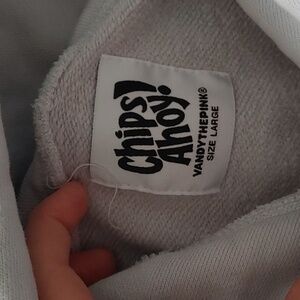 Chips
Ahoy!
VANDYTHEPINK®
SIZE LARGE